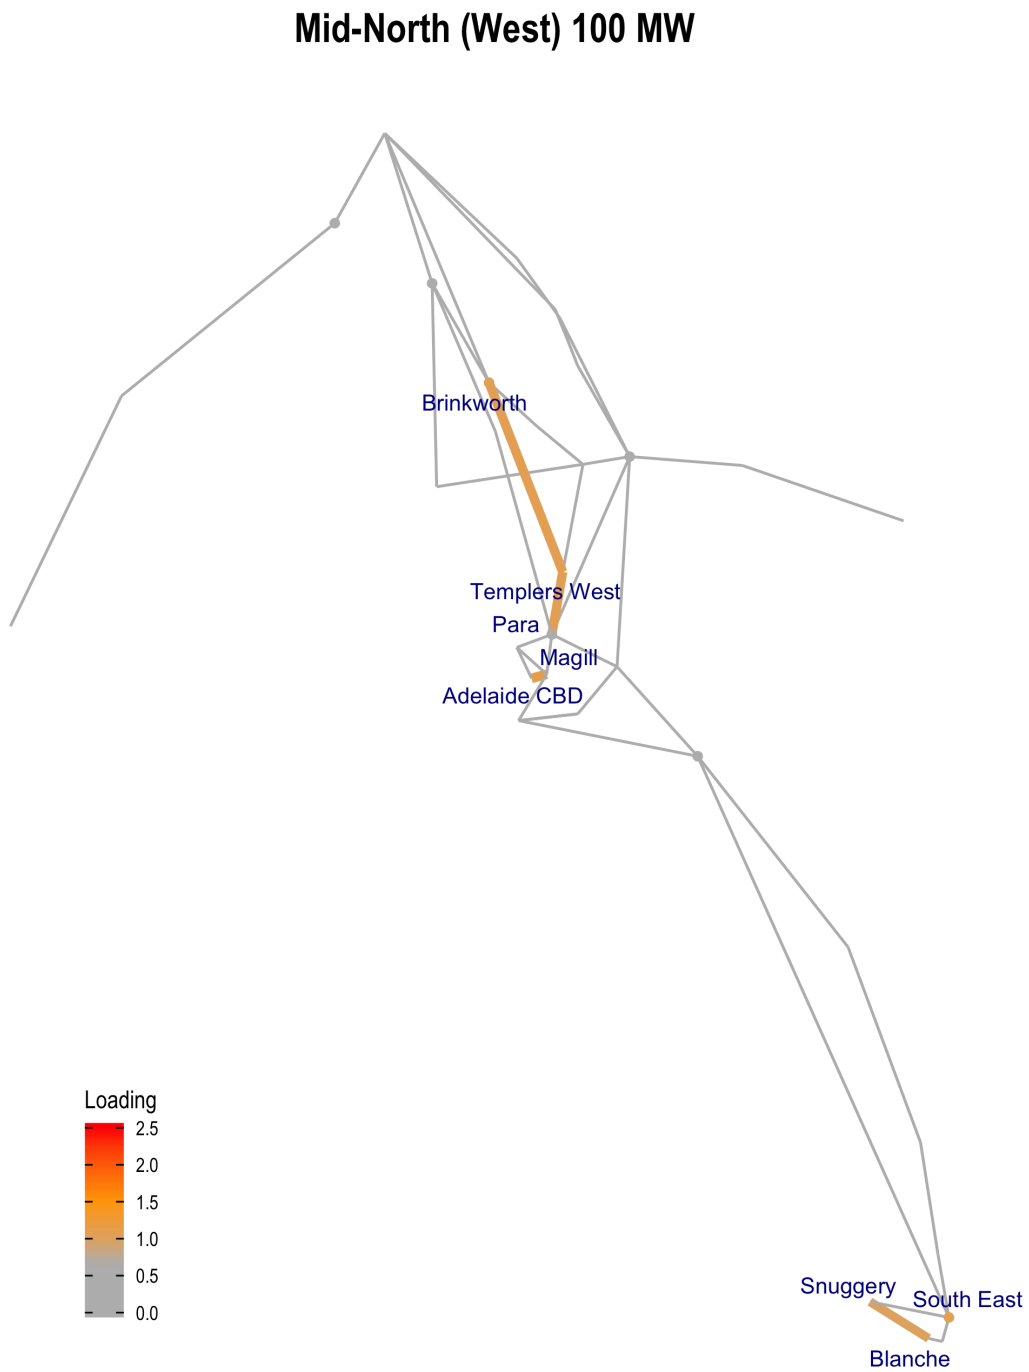 Mid-North (West) 100 MW
Brinkworth
Templers West
Para
Magill
Adelaide CBD
Loading
2.5
2.0
1.5
1.0
0.5
0.0
Snuggery
South East
Blanche